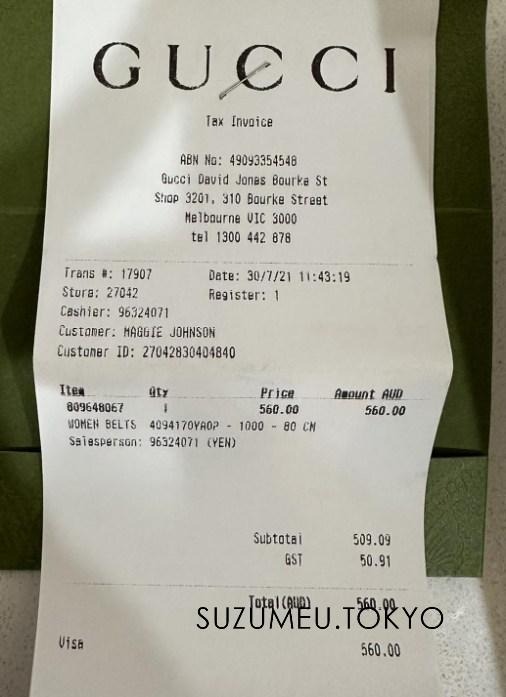 GUCCI
Tax Invoice
ABN No: 49093354548
Gucci David Jones Bourke St
Shop 3201, 310 Bourke Street
Melbourne VIC 3000
tel 1300 442 878
Trans #: 17907 Date: 30/7/21 11:43:19
Store: 27042 Register: 1
Cashier: 96324071
Customer: MAGGIE JOHNSON
Customer ID: 27042830404840
Item Qty Price Amount AUD
809648067 1 560.00 560.00
WOMEN BELTS 4094170YA0P - 1000 - 80 CM
Salesperson: 96324071 (YEN)
Subtotal 509.09
GST 50.91
Total(AUD) 560.00
SUZUMEU.TOKYO
Visa 560.00